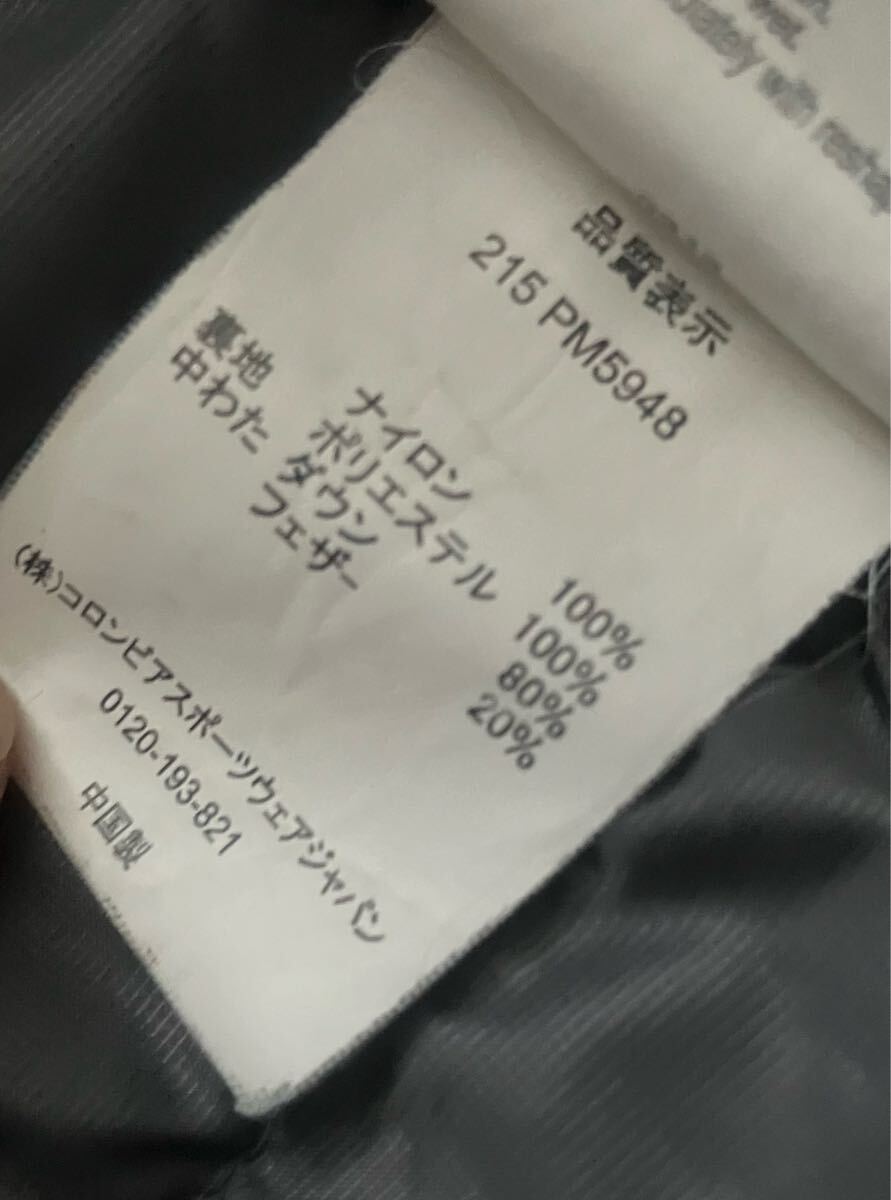 wet.
with
品質表示
215 PM5948
ナイロン 100%
裏地 ポリエステル 100%
中わた ダウン 80%
フェザー 20%
(株)コロンビアスポーツウェアジャパン
0120-193-821
中国製